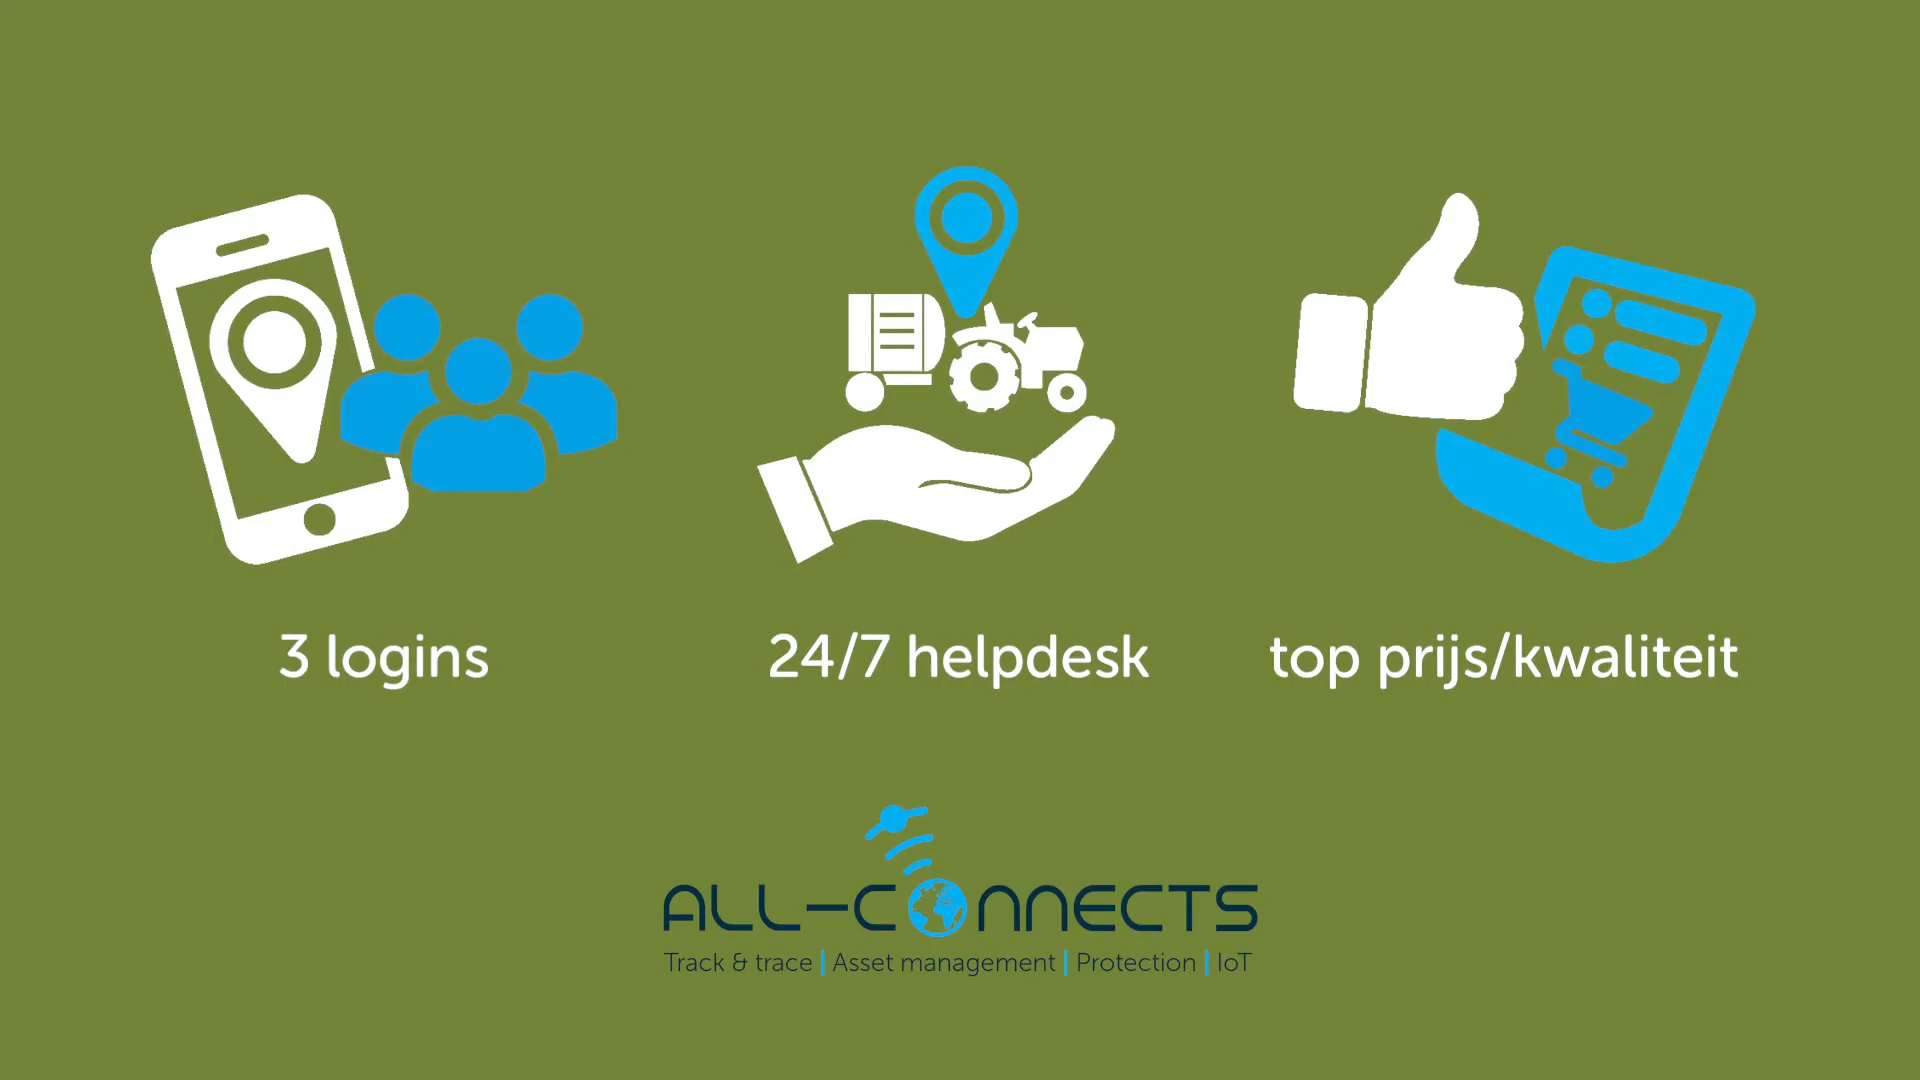 3 logins
24/7 helpdesk
top prijs/kwaliteit
ALL-CONNECTS
Track & trace | Asset management | Protection | IoT